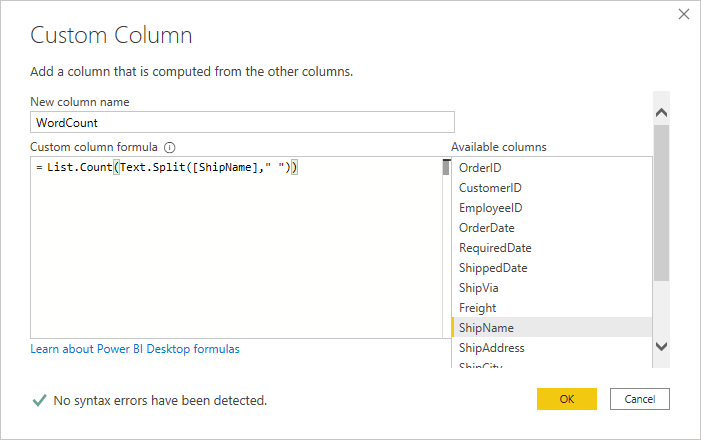 Custom Column
Add a column that is computed from the other columns.
New column name
WordCount
Custom column formula
= List.Count(Text.Split([ShipName]," "))
Available columns
OrderID
CustomerID
EmployeeID
OrderDate
RequiredDate
ShippedDate
ShipVia
Freight
ShipName
ShipAddress
ShipCity
Learn about Power BI Desktop formulas
No syntax errors have been detected.
OK
Cancel